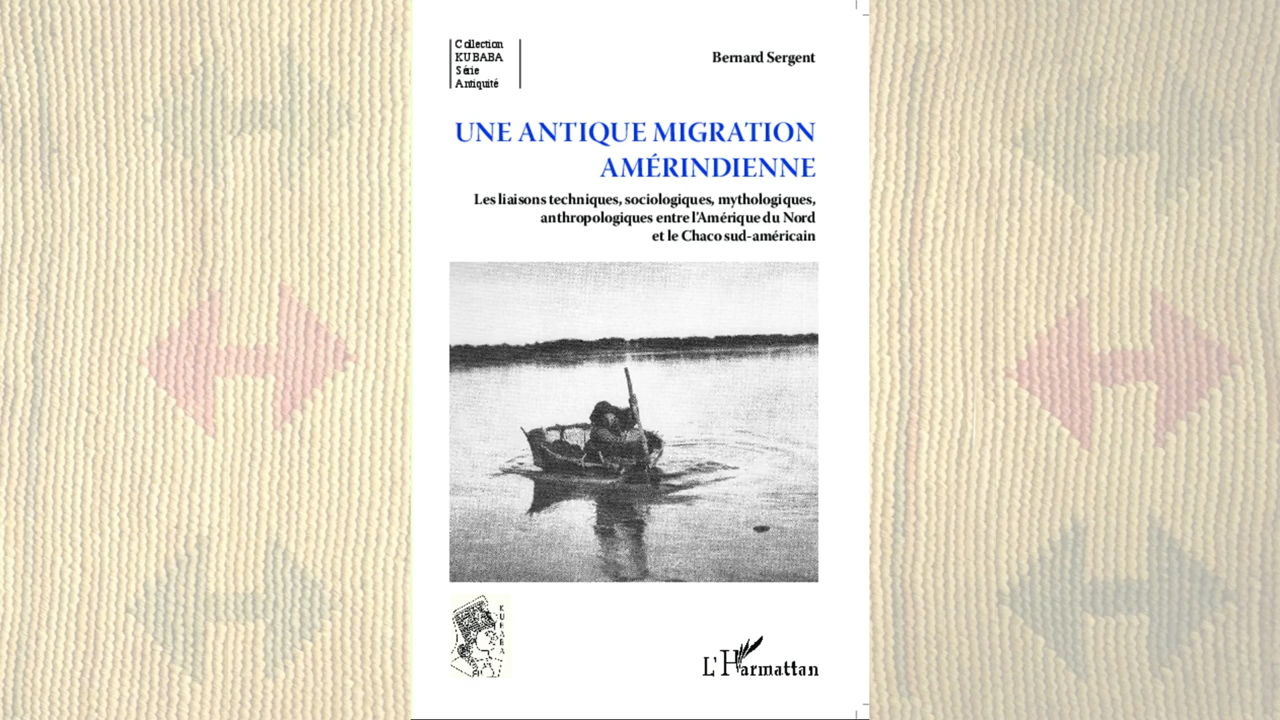 Collection
KUBABA
Série
Antiquité
Bernard Sergent
UNE ANTIQUE MIGRATION
AMÉRINDIENNE
Les liaisons techniques, sociologiques, mythologiques,
anthropologiques entre l'Amérique du Nord
et le Chaco sud-américain
KUBABA
L'Harmattan